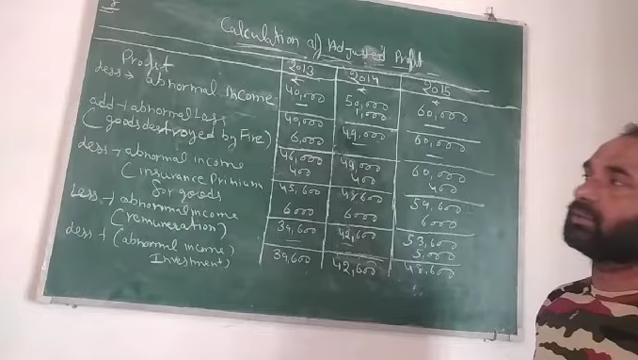 Calculation of Adjusted Profit
2013 2014 2015
Profit 40,000 50,000 60,000
Less → abnormal Income — 1,000 —
40,000 49,000 60,000
add → abnormal Loss
(goods destroyed by Fire) 6,000 — —
46,000 49,000 60,000
Less → abnormal income 400 400 400
(insurance Primium
for goods 45,600 48,600 59,600
Less → abnormal income 6000 6000 6000
(remuneration) 39,600 42,600 53,600
Less → (abnormal income) — — 5,000
Investment) 39,600 42,600 48,600